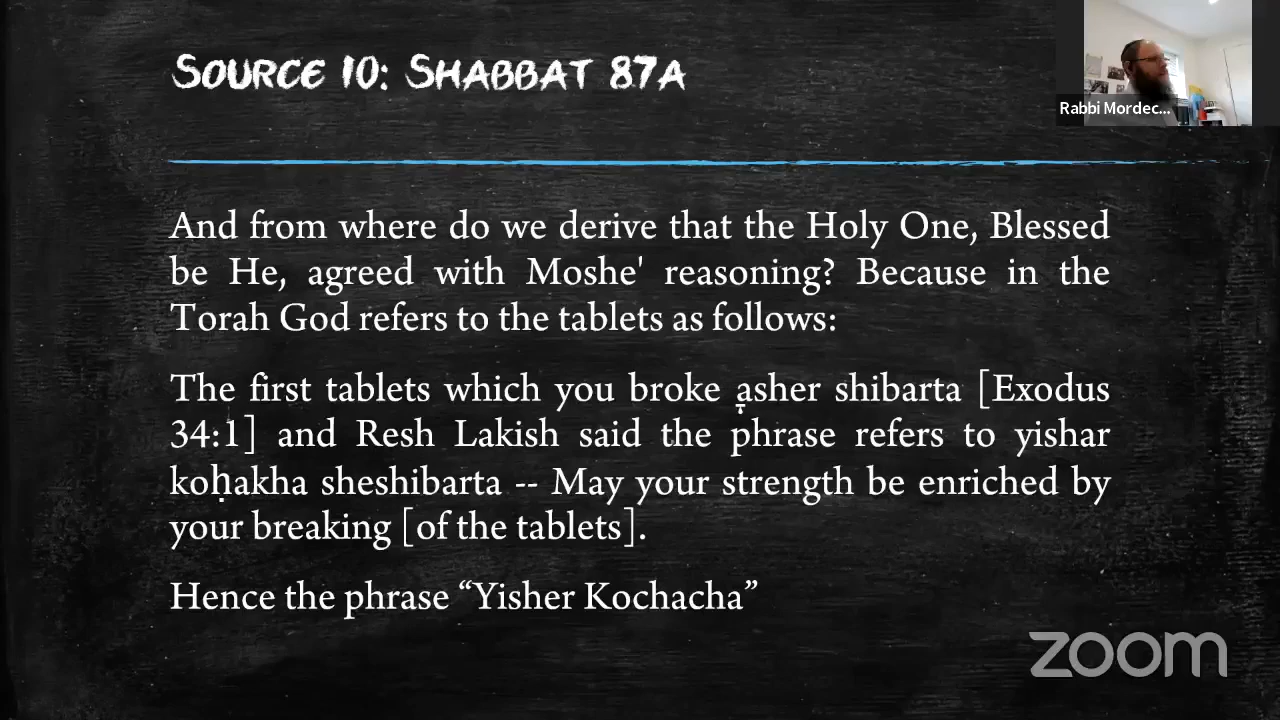 SOURCE 10: SHABBAT 87A
Rabbi Mordec...
And from where do we derive that the Holy One, Blessed
be He, agreed with Moshe' reasoning? Because in the
Torah God refers to the tablets as follows:
The first tablets which you broke ạsher shibarta [Exodus
34:1] and Resh Lakish said the phrase refers to yishar
koḥakha sheshibarta -- May your strength be enriched by
your breaking [of the tablets].
Hence the phrase “Yisher Kochacha”
zoom